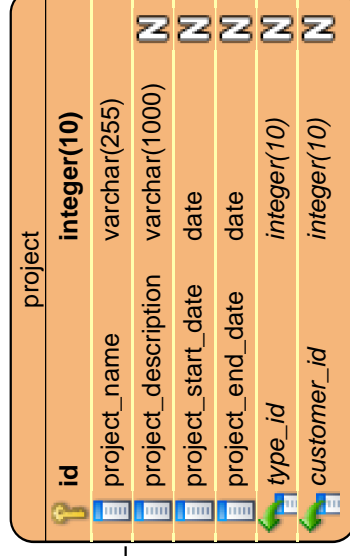 project
id integer(10)
project_name varchar(255)
project_description varchar(1000) N
project_start_date date N
project_end_date date N
type_id integer(10) N
customer_id integer(10) N